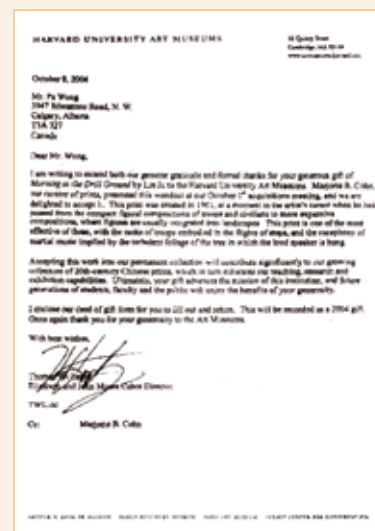 HARVARD UNIVERSITY ART MUSEUMS
32 Quincy Street
Cambridge, MA
October 8, 2004
Mr. Pu Wong
Road, N. W.
Calgary, Alberta
Canada
Dear Mr. Wong,
I am writing to extend both our genuine gratitude and formal thanks for your generous gift of
Morning at the Drill Ground by Lin Jo to the Harvard University Art Museums. Marjorie B. Cohn,
our curator of prints, presented this woodcut at our October 1st acquisitions meeting, and we are
delighted to accept it. This print was created in at a moment in the artist's career when he had
passed from the compact figural compositions of troops and civilians to more expansive
compositions, where figures are usually integrated into landscapes. This print is one of the most
effective of these, with the ranks of troops embodied in the flights of steps, and the of
martial music implied by the turbulent foliage of the tree in which the loud speaker is hung.
Accepting this work into our permanent collection will contribute significantly to our growing
collection of 20th-century Chinese prints, which in turn enhances our teaching, research and
exhibition capabilities. Ultimately, your gift advances the mission of this institution, and future
generations of students, faculty and the public will enjoy the benefits of your generosity.
I enclose our deed of gift form for you to fill out and return. This will be recorded as a 2004 gift.
Once again thank you for your generosity to the Art Museums.
With best wishes,
Elizabeth and John Moors Cabot Director
Cc: Marjorie B. Cohn